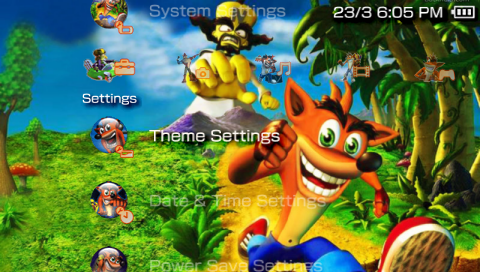 System Settings
23/3 6:05 PM
Settings
Theme Settings
Date & Time Settings
Power Save Settings